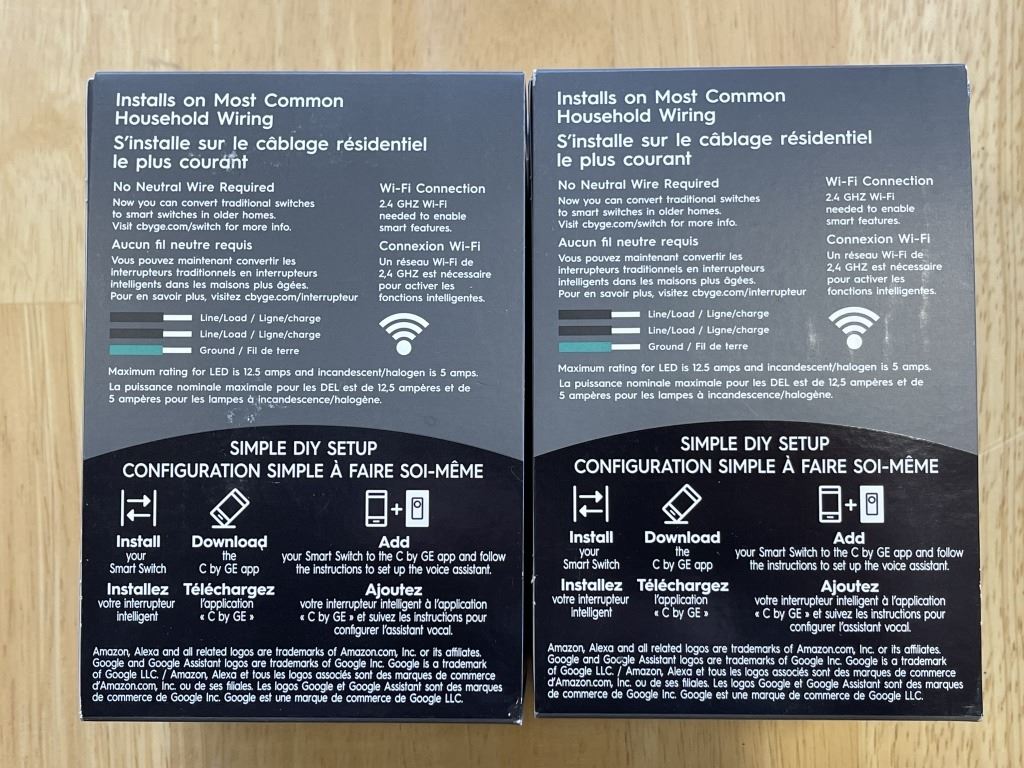 Installs on Most Common
Household Wiring
S'installe sur le câblage résidentiel
le plus courant
No Neutral Wire Required
Now you can convert traditional switches
to smart switches in older homes.
Visit cbyge.com/switch for more info.
Aucun fil neutre requis
Vous pouvez maintenant convertir les
interrupteurs traditionnels en interrupteurs
intelligents dans les maisons plus âgées.
Pour en savoir plus, visitez cbyge.com/interrupteur
Wi-Fi Connection
2.4 GHZ Wi-Fi
needed to enable
smart features.
Connexion Wi-Fi
Un réseau Wi-Fi de
2,4 GHZ est nécessaire
pour activer les
fonctions intelligentes.
Line/Load / Ligne/charge
Line/Load / Ligne/charge
Ground / Fil de terre
Maximum rating for LED is 12.5 amps and incandescent/halogen is 5 amps.
La puissance nominale maximale pour les DEL est de 12,5 ampères et de
5 ampères pour les lampes à incandescence/halogène.
SIMPLE DIY SETUP
CONFIGURATION SIMPLE À FAIRE SOI-MÊME
Install
your
Smart Switch
Installez
votre interrupteur
intelligent
Download
the
C by GE app
Téléchargez
l'application
« C by GE »
+
Add
your Smart Switch to the C by GE app and follow
the instructions to set up the voice assistant.
Ajoutez
votre interrupteur intelligent à l'application
« C by GE » et suivez les instructions pour
configurer l'assistant vocal.
Amazon, Alexa and all related logos are trademarks of Amazon.com, Inc. or its affiliates.
Google and Google Assistant logos are trademarks of Google Inc. Google is a trademark
of Google LLC. / Amazon, Alexa et tous les logos associés sont des marques de commerce
d'Amazon.com, Inc. ou de ses filiales. Les logos Google et Google Assistant sont des marques
de commerce de Google Inc. Google est une marque de commerce de Google LLC.
Installs on Most Common
Household Wiring
S'installe sur le câblage résidentiel
le plus courant
No Neutral Wire Required
Now you can convert traditional switches
to smart switches in older homes.
Visit cbyge.com/switch for more info.
Aucun fil neutre requis
Vous pouvez maintenant convertir les
interrupteurs traditionnels en interrupteurs
intelligents dans les maisons plus âgées.
Pour en savoir plus, visitez cbyge.com/interrupteur
Wi-Fi Connection
2.4 GHZ Wi-Fi
needed to enable
smart features.
Connexion Wi-Fi
Un réseau Wi-Fi de
2,4 GHZ est nécessaire
pour activer les
fonctions intelligentes.
Line/Load / Ligne/charge
Line/Load / Ligne/charge
Ground / Fil de terre
Maximum rating for LED is 12.5 amps and incandescent/halogen is 5 amps.
La puissance nominale maximale pour les DEL est de 12,5 ampères et de
5 ampères pour les lampes à incandescence/halogène.
SIMPLE DIY SETUP
CONFIGURATION SIMPLE À FAIRE SOI-MÊME
Install
your
Smart Switch
Installez
votre interrupteur
intelligent
Download
the
C by GE app
Téléchargez
l'application
« C by GE »
+
Add
your Smart Switch to the C by GE app and follow
the instructions to set up the voice assistant.
Ajoutez
votre interrupteur intelligent à l'application
« C by GE » et suivez les instructions pour
configurer l'assistant vocal.
Amazon, Alexa and all related logos are trademarks of Amazon.com, Inc. or its affiliates.
Google and Google Assistant logos are trademarks of Google Inc. Google is a trademark
of Google LLC. / Amazon, Alexa et tous les logos associés sont des marques de commerce
d'Amazon.com, Inc. ou de ses filiales. Les logos Google et Google Assistant sont des marques
de commerce de Google Inc. Google est une marque de commerce de Google LLC.